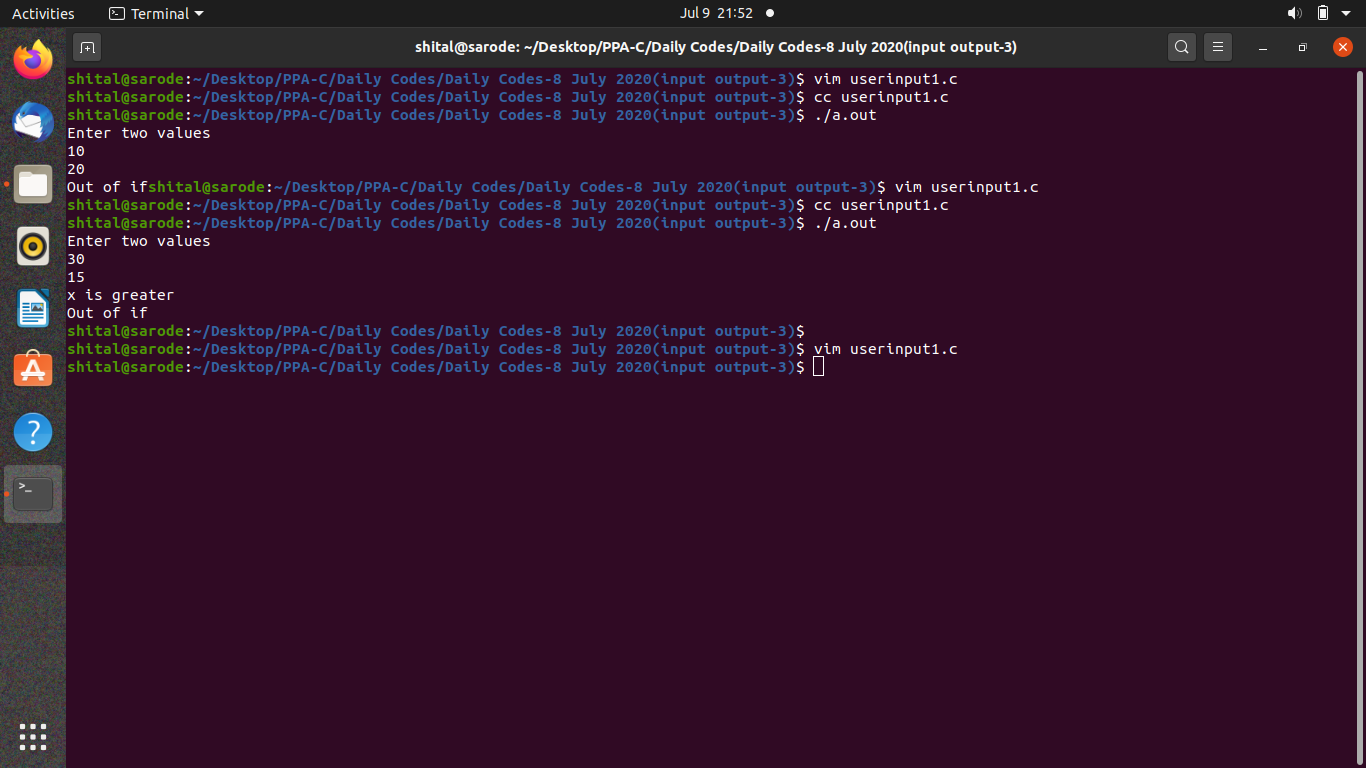 Activities Terminal Jul 9 21:52
shital@sarode: ~/Desktop/PPA-C/Daily Codes/Daily Codes-8 July 2020(input output-3)
shital@sarode:~/Desktop/PPA-C/Daily Codes/Daily Codes-8 July 2020(input output-3)$ vim userinput1.c
shital@sarode:~/Desktop/PPA-C/Daily Codes/Daily Codes-8 July 2020(input output-3)$ cc userinput1.c
shital@sarode:~/Desktop/PPA-C/Daily Codes/Daily Codes-8 July 2020(input output-3)$ ./a.out
Enter two values
10
20
Out of ifshital@sarode:~/Desktop/PPA-C/Daily Codes/Daily Codes-8 July 2020(input output-3)$ vim userinput1.c
shital@sarode:~/Desktop/PPA-C/Daily Codes/Daily Codes-8 July 2020(input output-3)$ cc userinput1.c
shital@sarode:~/Desktop/PPA-C/Daily Codes/Daily Codes-8 July 2020(input output-3)$ ./a.out
Enter two values
30
15
x is greater
Out of if
shital@sarode:~/Desktop/PPA-C/Daily Codes/Daily Codes-8 July 2020(input output-3)$
shital@sarode:~/Desktop/PPA-C/Daily Codes/Daily Codes-8 July 2020(input output-3)$ vim userinput1.c
shital@sarode:~/Desktop/PPA-C/Daily Codes/Daily Codes-8 July 2020(input output-3)$